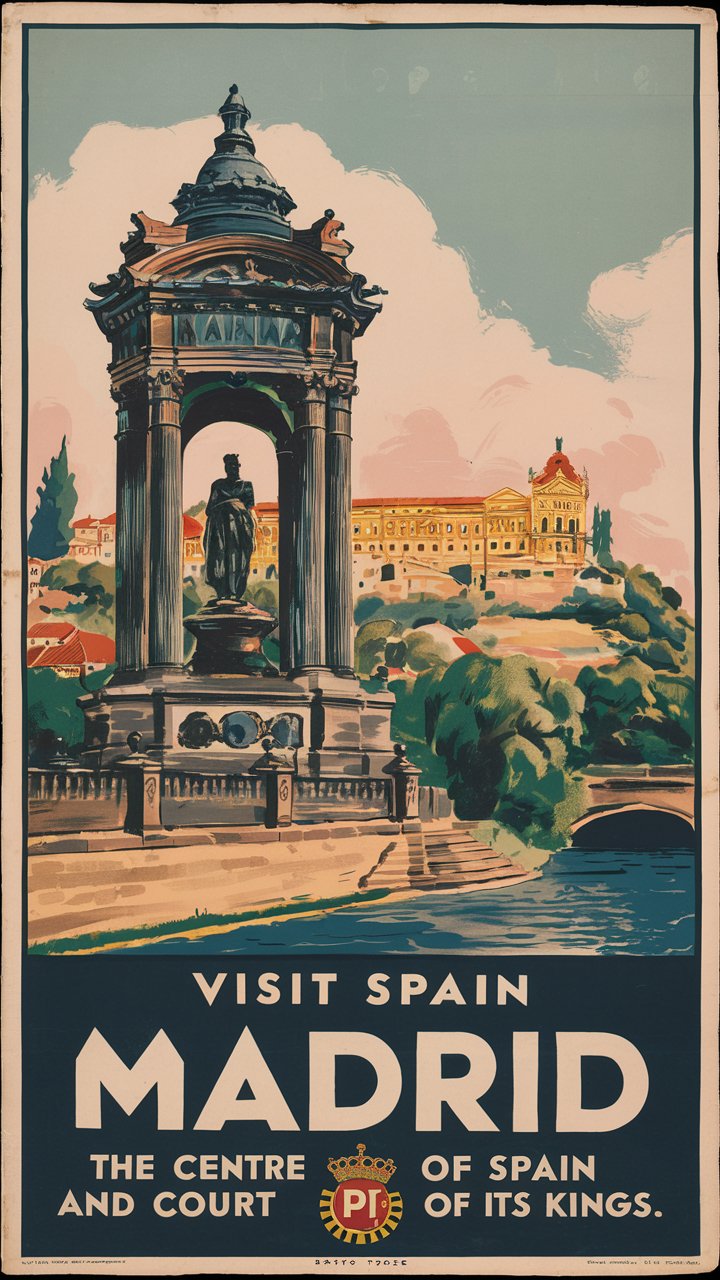 VISIT SPAIN
MADRID
THE CENTRE OF SPAIN
AND COURT OF ITS KINGS.